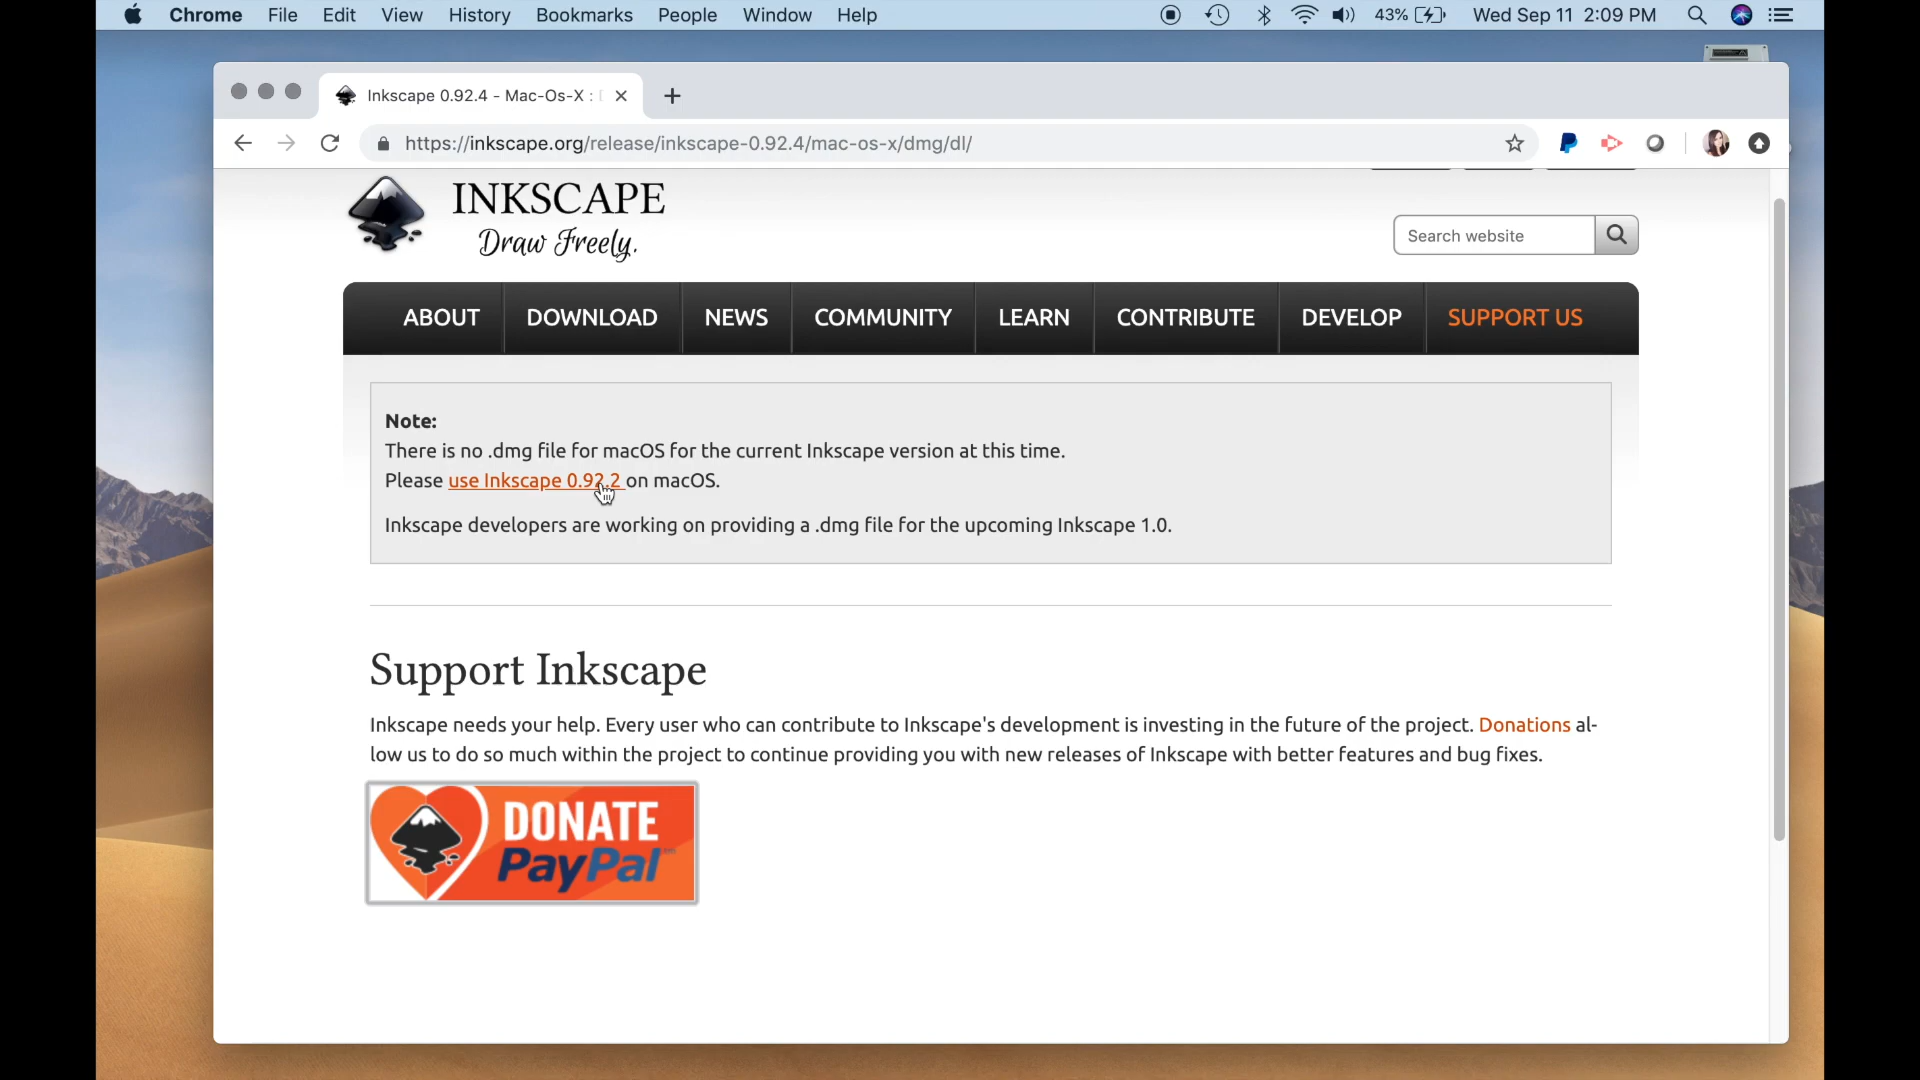 Chrome File Edit View History Bookmarks People Window Help 43% Wed Sep 11 2:09 PM
Inkscape 0.92.4 - Mac-Os-X :
https://inkscape.org/release/inkscape-0.92.4/mac-os-x/dmg/dl/
INKSCAPE
Draw Freely.
Search website
ABOUT DOWNLOAD NEWS COMMUNITY LEARN CONTRIBUTE DEVELOP SUPPORT US
Note:
There is no .dmg file for macOS for the current Inkscape version at this time.
Please use Inkscape 0.92.2 on macOS.
Inkscape developers are working on providing a .dmg file for the upcoming Inkscape 1.0.
Support Inkscape
Inkscape needs your help. Every user who can contribute to Inkscape's development is investing in the future of the project. Donations al-
low us to do so much within the project to continue providing you with new releases of Inkscape with better features and bug fixes.
DONATE
PayPal™